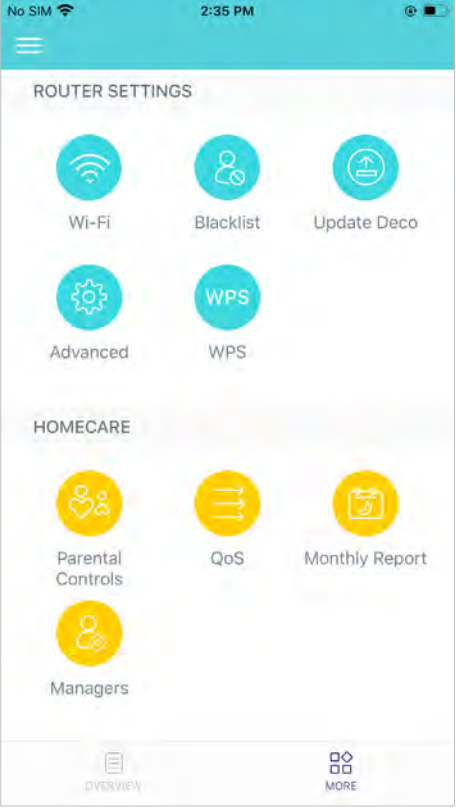 No SIM 2:35 PM
ROUTER SETTINGS
Wi-Fi Blacklist Update Deco
WPS
Advanced WPS
HOMECARE
Parental Controls QoS Monthly Report
Managers
OVERVIEW MORE